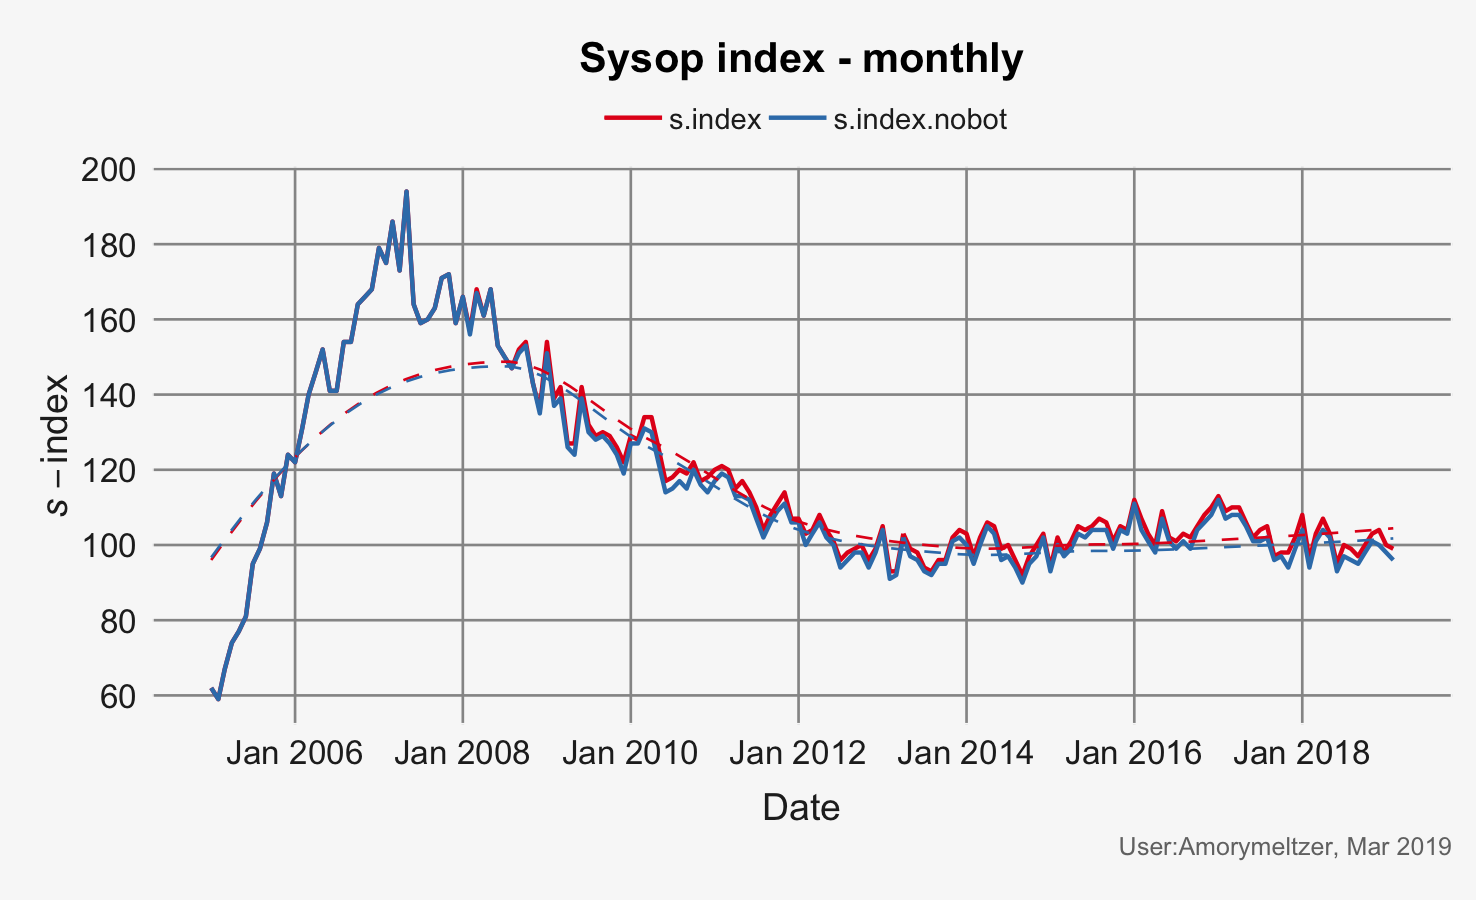 Sysop index - monthly
s.index s.index.nobot
200
180
160
140
120
100
80
60
s – index
Jan 2006 Jan 2008 Jan 2010 Jan 2012 Jan 2014 Jan 2016 Jan 2018
Date
User:Amorymeltzer, Mar 2019